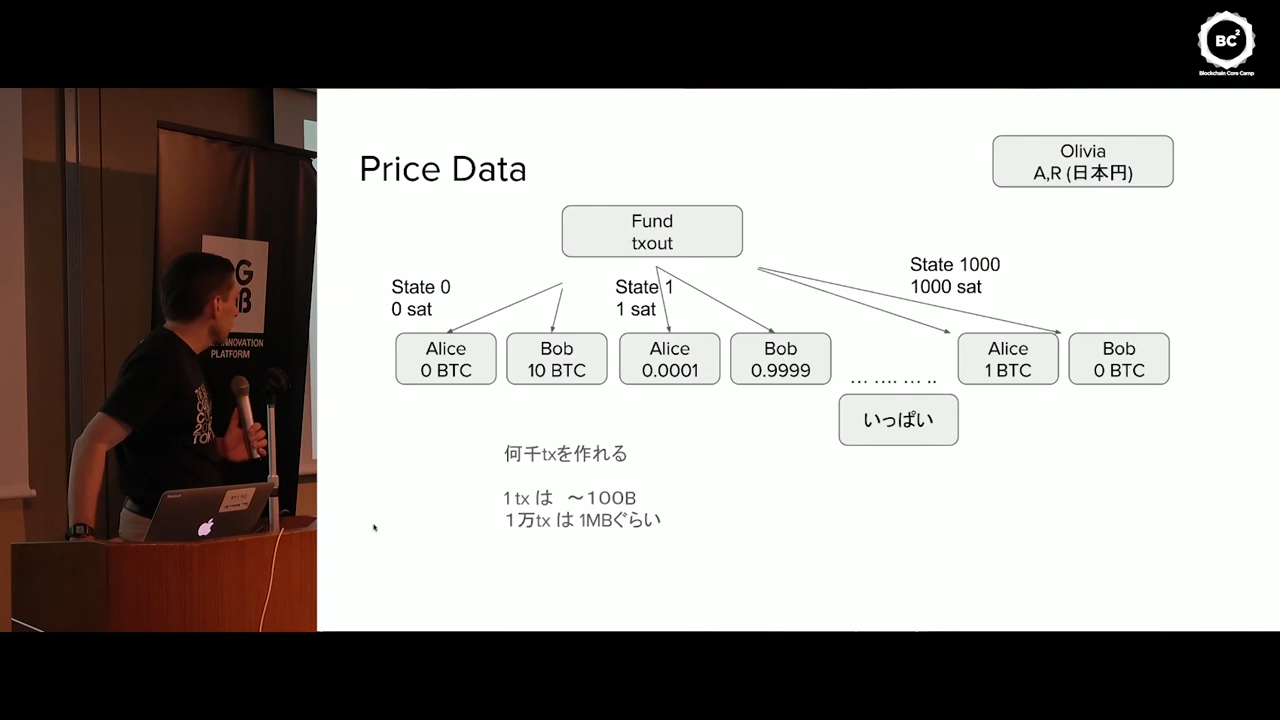 BC2
Blockchain Core Camp
Price Data
Olivia
A,R (日本円)
Fund
txout
State 0
0 sat
State 1
1 sat
State 1000
1000 sat
Alice
0 BTC
Bob
10 BTC
Alice
0.0001
Bob
0.9999
... .... ... ..
Alice
1 BTC
Bob
0 BTC
いっぱい
何千txを作れる
1 tx は ～100B
1万tx は 1MBぐらい
INNOVATION
PLATFORM